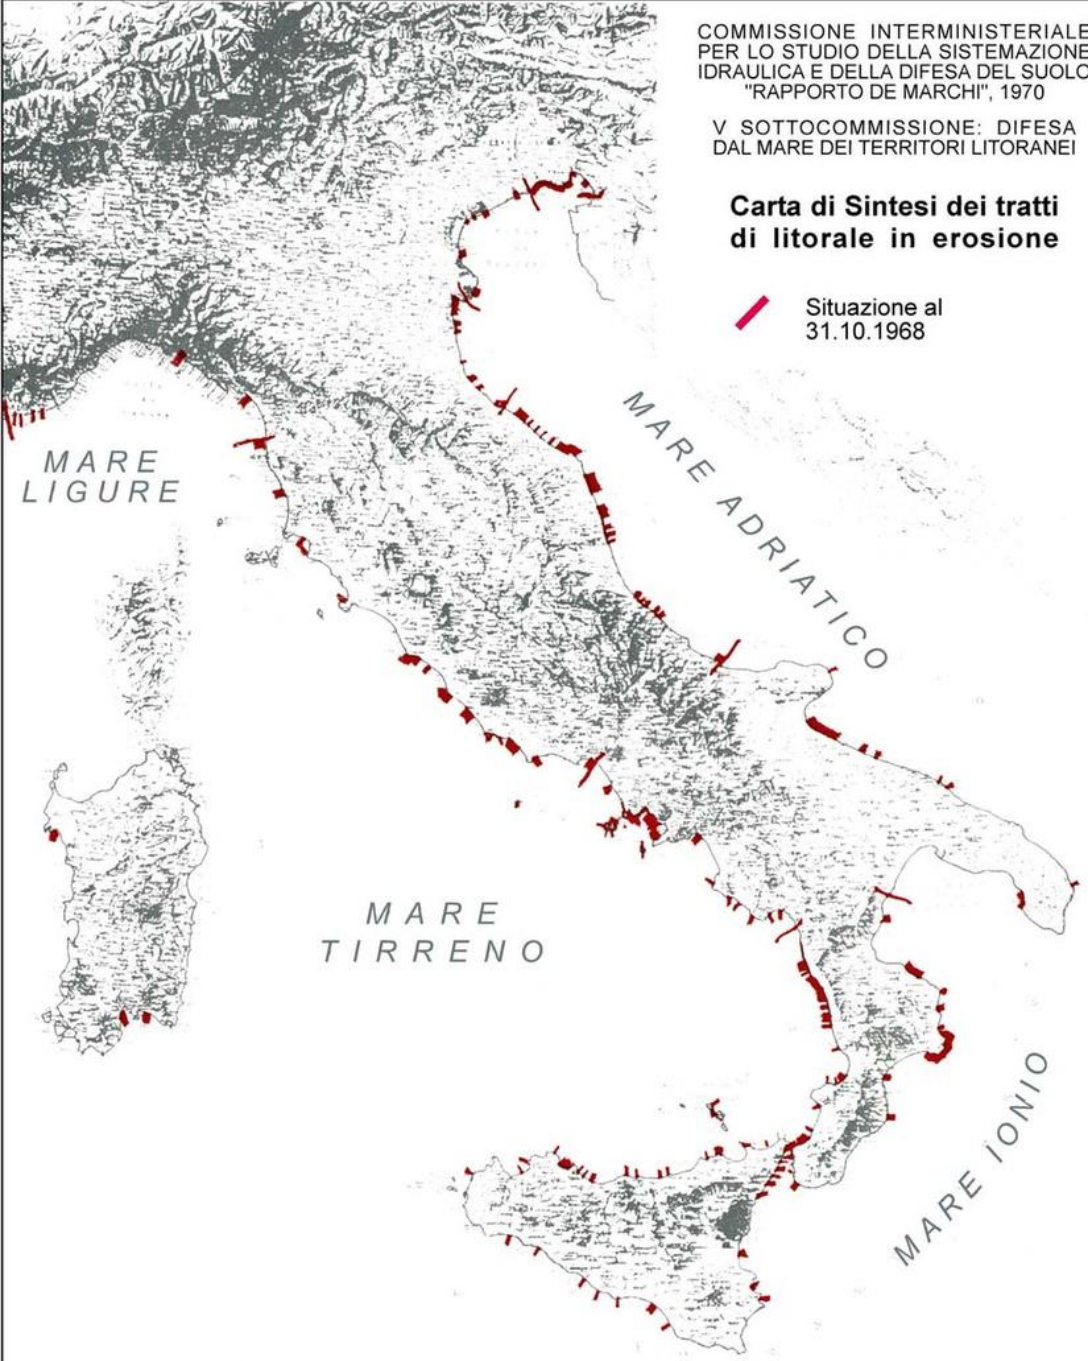 COMMISSIONE INTERMINISTERIALE
PER LO STUDIO DELLA SISTEMAZIONE
IDRAULICA E DELLA DIFESA DEL SUOLO
"RAPPORTO DE MARCHI", 1970
V SOTTOCOMMISSIONE: DIFESA
DAL MARE DEI TERRITORI LITORANEI
Carta di Sintesi dei tratti
di litorale in erosione
Situazione al
31.10.1968
MARE ADRIATICO
MARE
LIGURE
MARE
TIRRENO
MARE IONIO